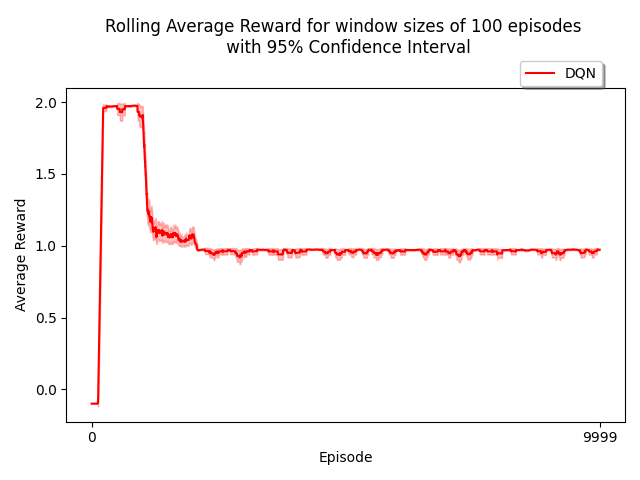 Rolling Average Reward for window sizes of 100 episodes
with 95% Confidence Interval
DQN
2.0
1.5
1.0
0.5
0.0
Average Reward
0
9999
Episode